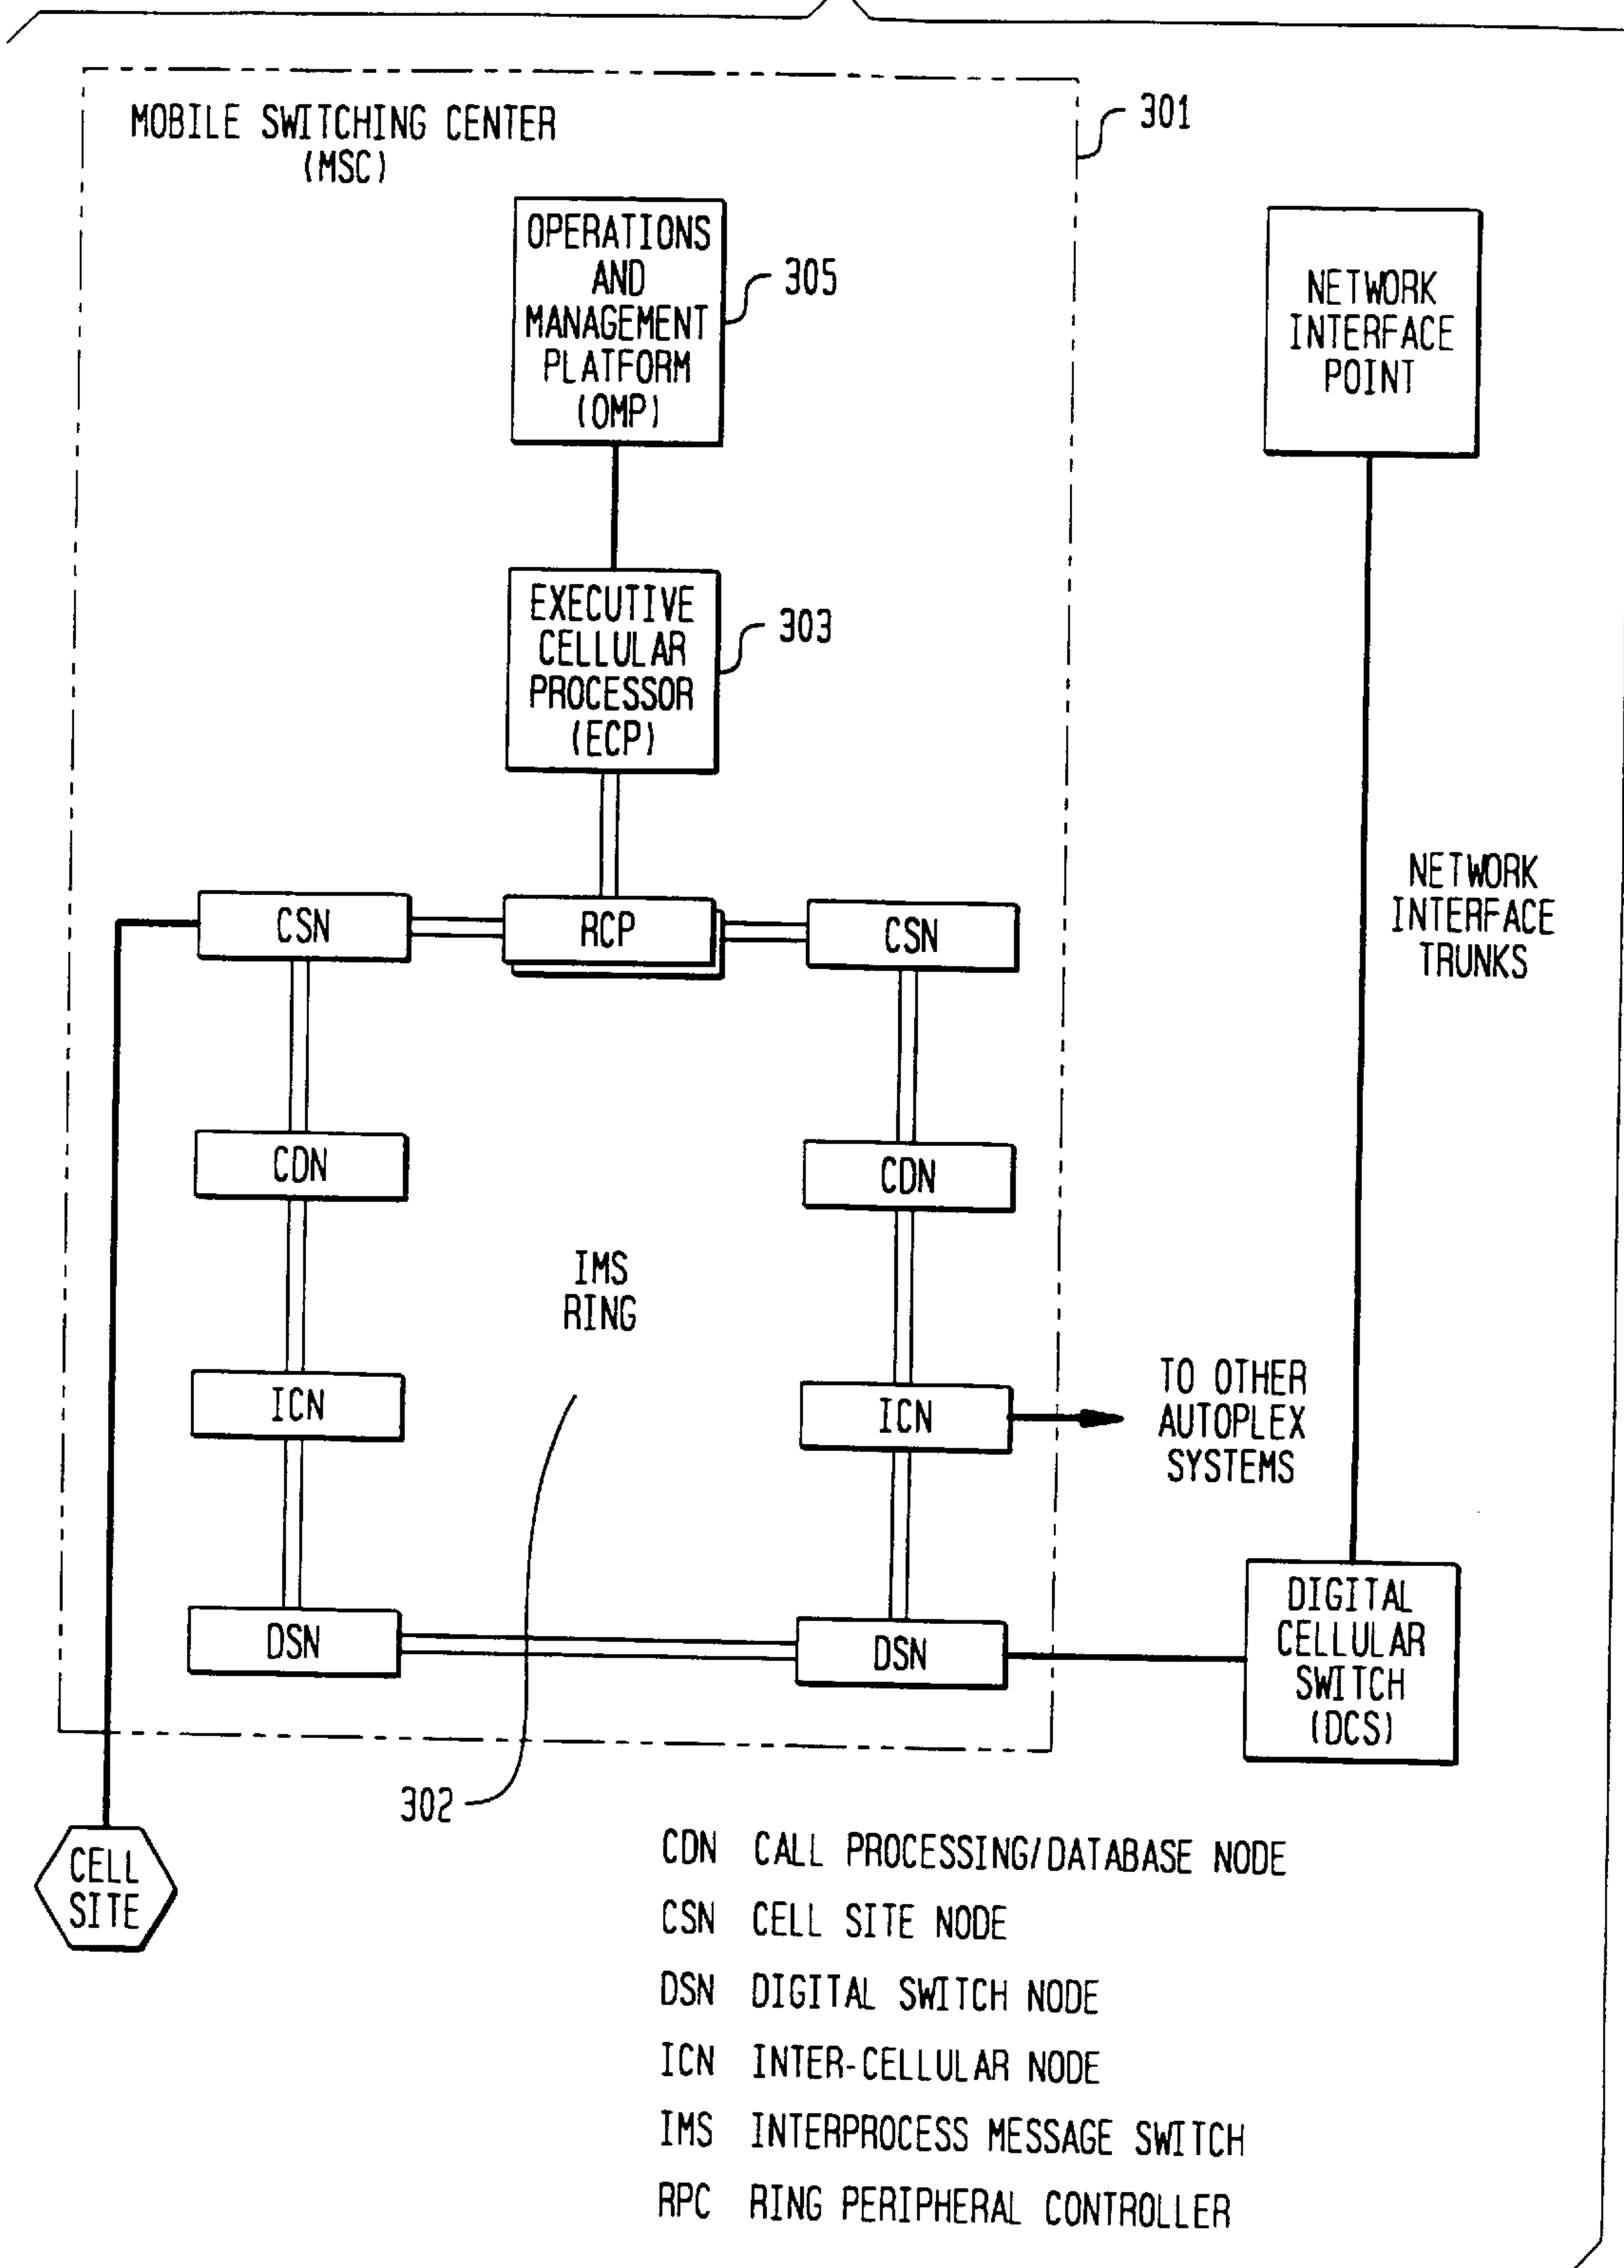 MOBILE SWITCHING CENTER
(MSC)
301
OPERATIONS
AND
MANAGEMENT
PLATFORM
(OMP)
305
NETWORK
INTERFACE
POINT
EXECUTIVE
CELLULAR
PROCESSOR
(ECP)
303
CSN
RCP
CSN
NETWORK
INTERFACE
TRUNKS
CDN
CDN
IMS
RING
ICN
ICN
TO OTHER
AUTOPLEX
SYSTEMS
DSN
DSN
DIGITAL
CELLULAR
SWITCH
(DCS)
302
CELL
SITE
CDN CALL PROCESSING/DATABASE NODE
CSN CELL SITE NODE
DSN DIGITAL SWITCH NODE
ICN INTER-CELLULAR NODE
IMS INTERPROCESS MESSAGE SWITCH
RPC RING PERIPHERAL CONTROLLER